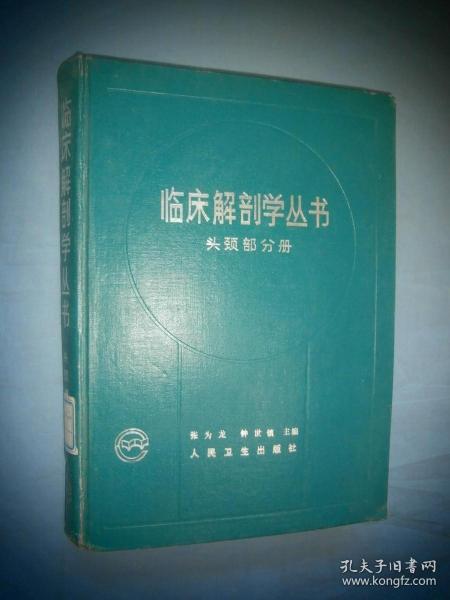 临床解剖学丛书
头颈部分册
张为龙 钟世镇 主编
人民卫生出版社
临床解剖学丛书
孔夫子旧书网
www.kongfz.com